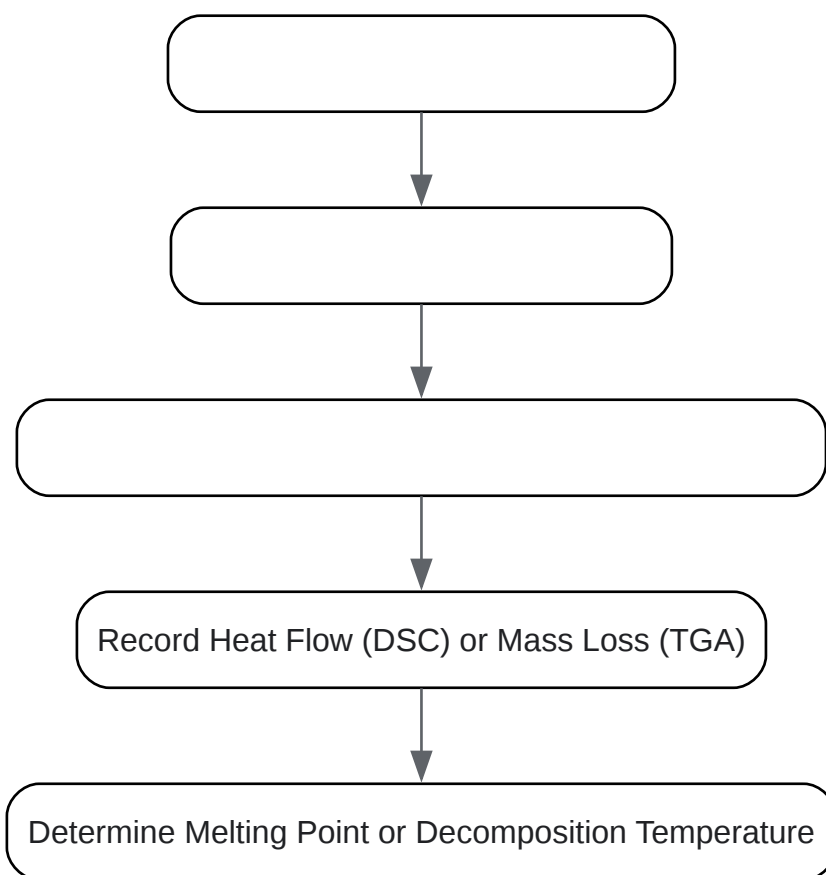 Record Heat Flow (DSC) or Mass Loss (TGA)
Determine Melting Point or Decomposition Temperature